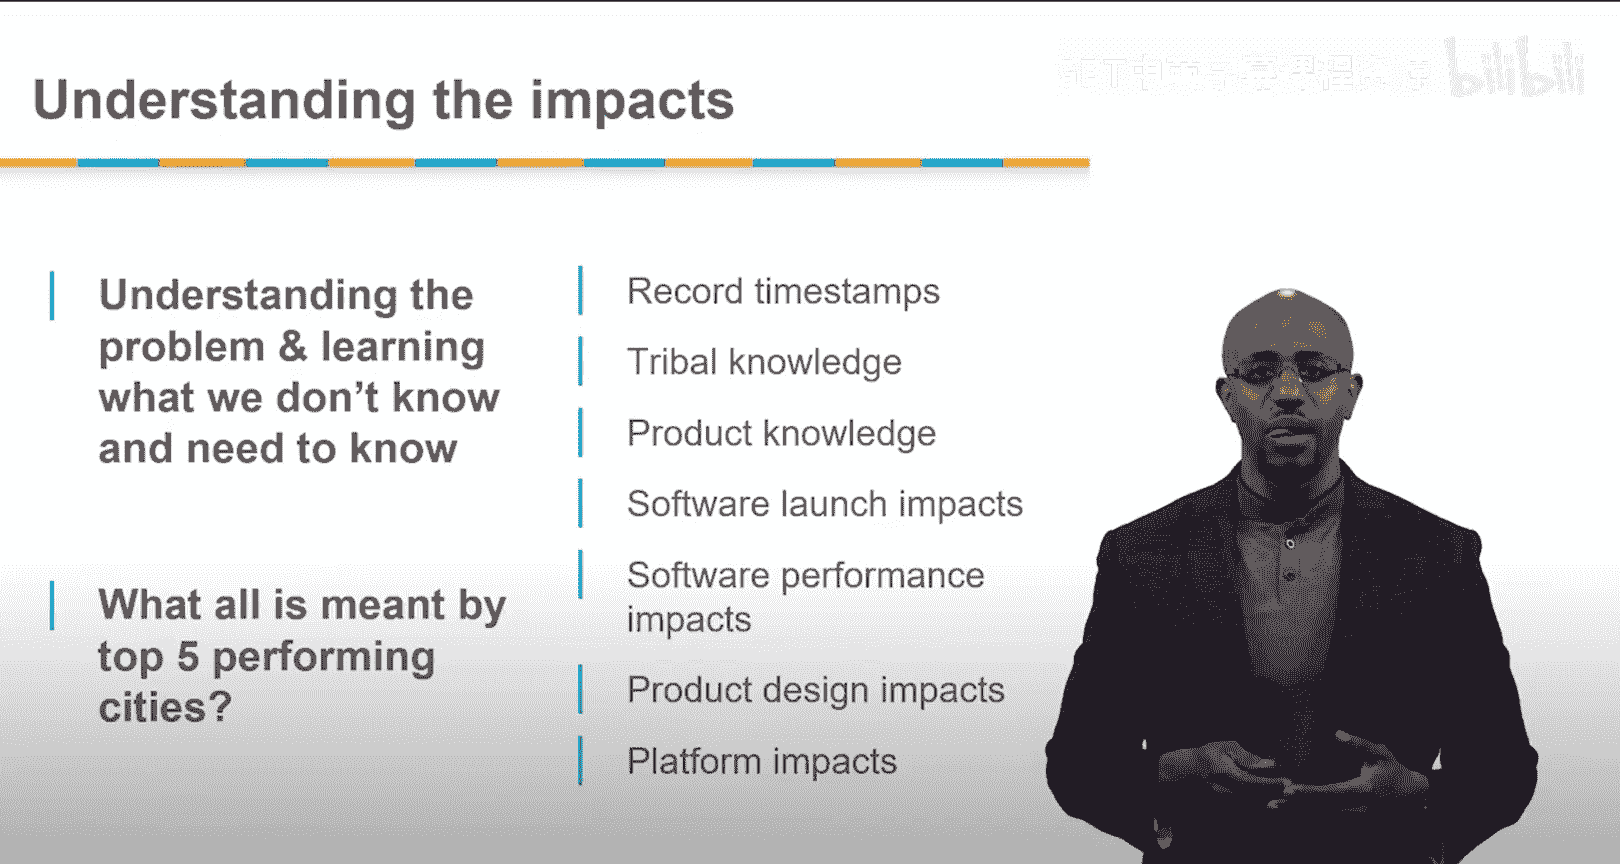 Understanding the impacts
bilibili
Understanding the
problem & learning
what we don’t know
and need to know
What all is meant by
top 5 performing
cities?
Record timestamps
Tribal knowledge
Product knowledge
Software launch impacts
Software performance
impacts
Product design impacts
Platform impacts